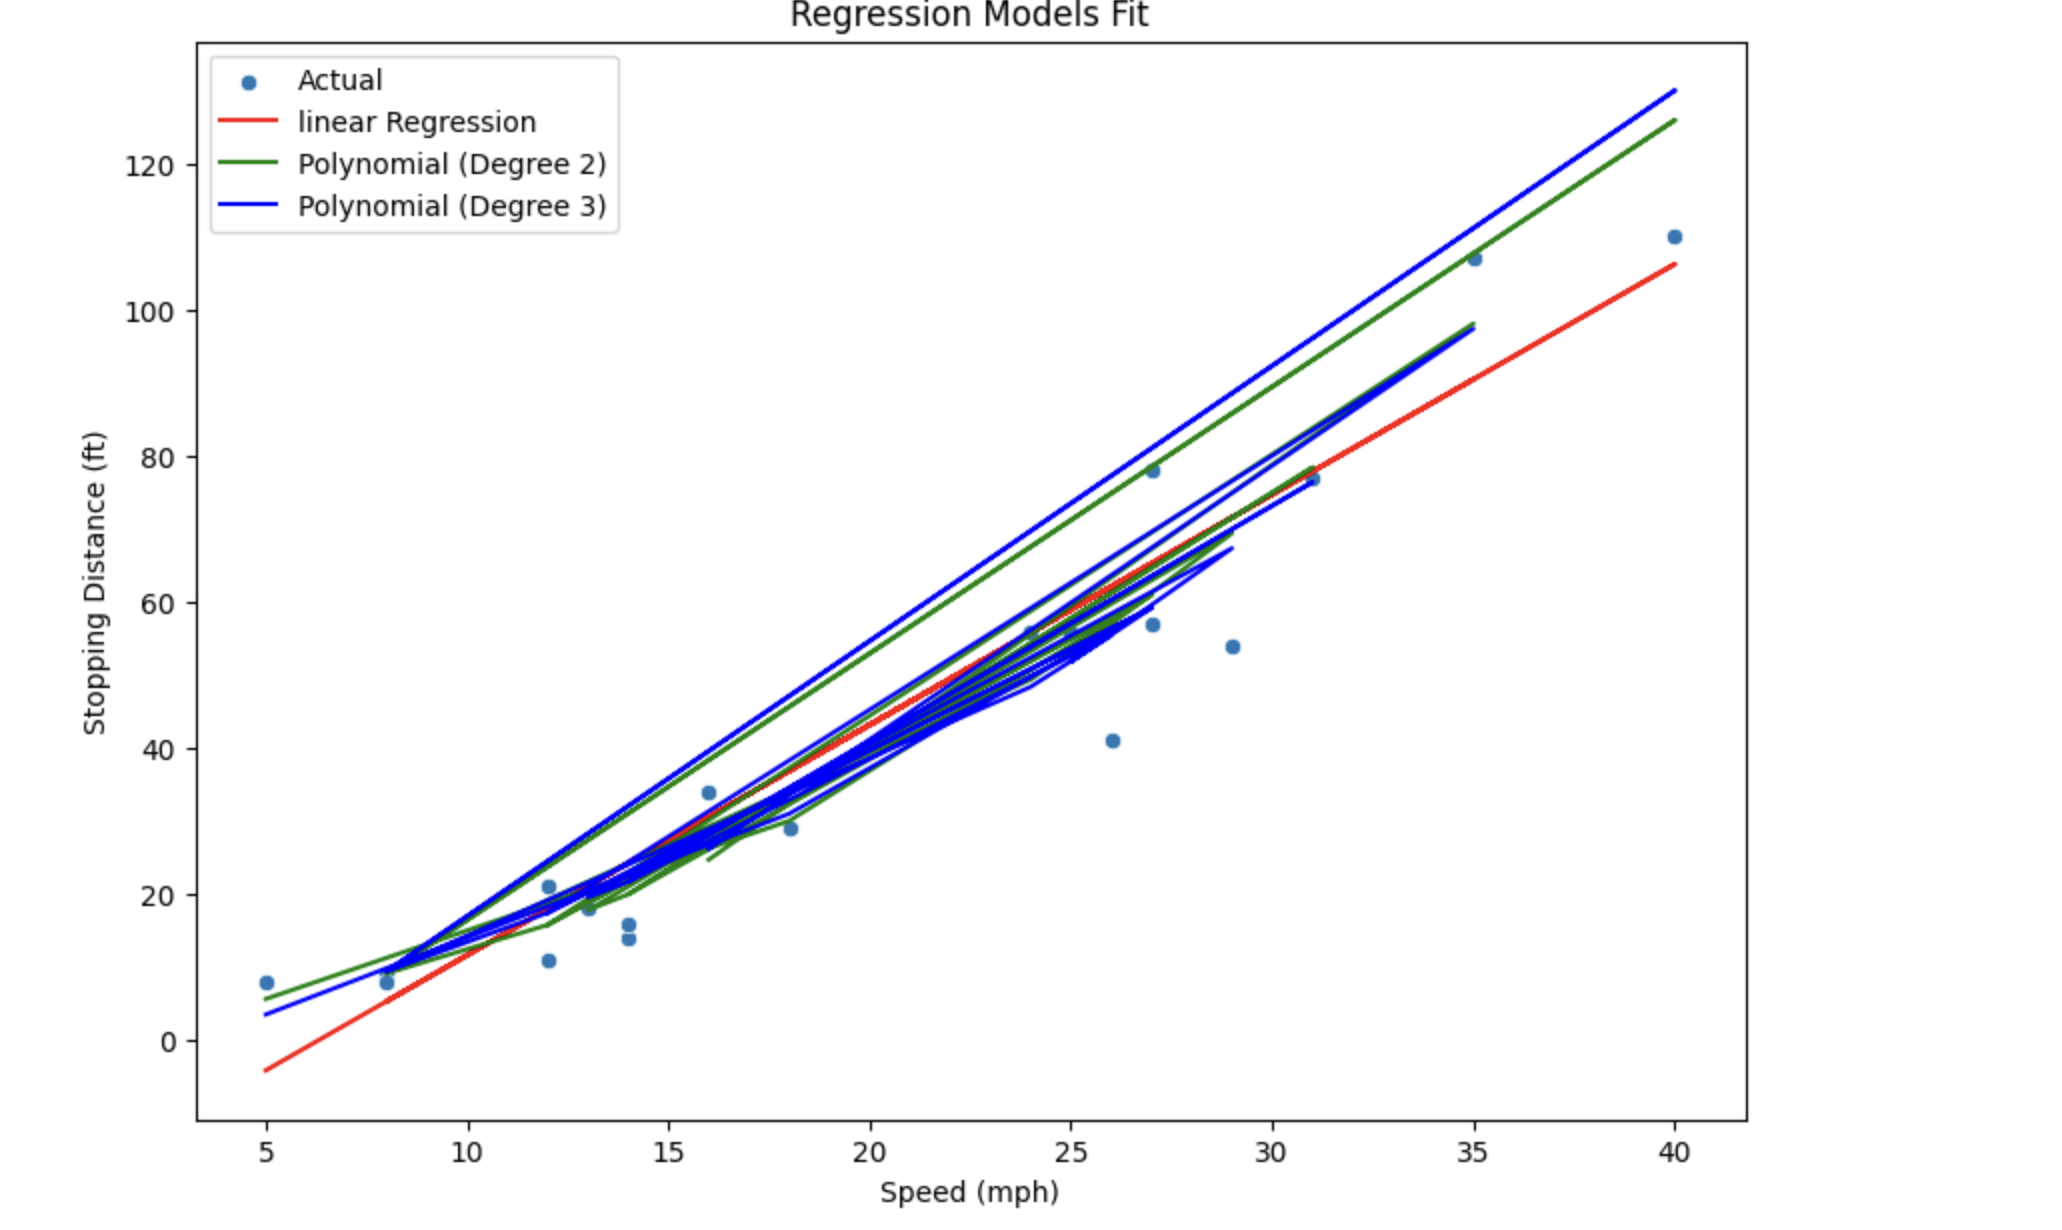 Regression Models Fit
Actual
linear Regression
Polynomial (Degree 2)
Polynomial (Degree 3)
120
100
80
60
40
20
0
Stopping Distance (ft)
5 10 15 20 25 30 35 40
Speed (mph)